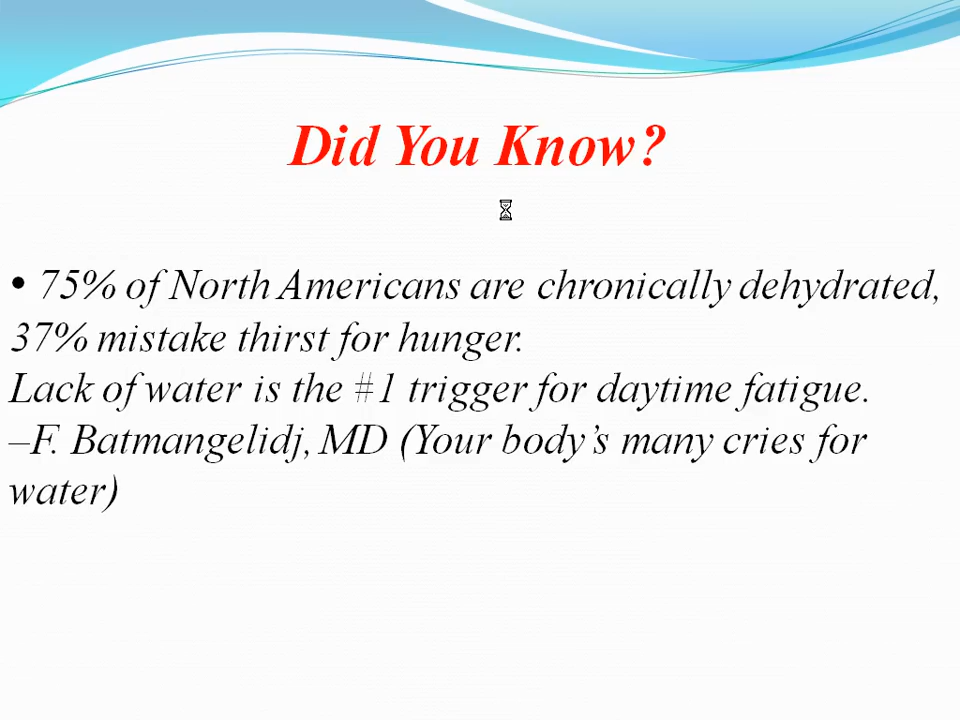 Did You Know?
• 75% of North Americans are chronically dehydrated,
37% mistake thirst for hunger.
Lack of water is the #1 trigger for daytime fatigue.
–F. Batmangelidj, MD (Your body’s many cries for
water)